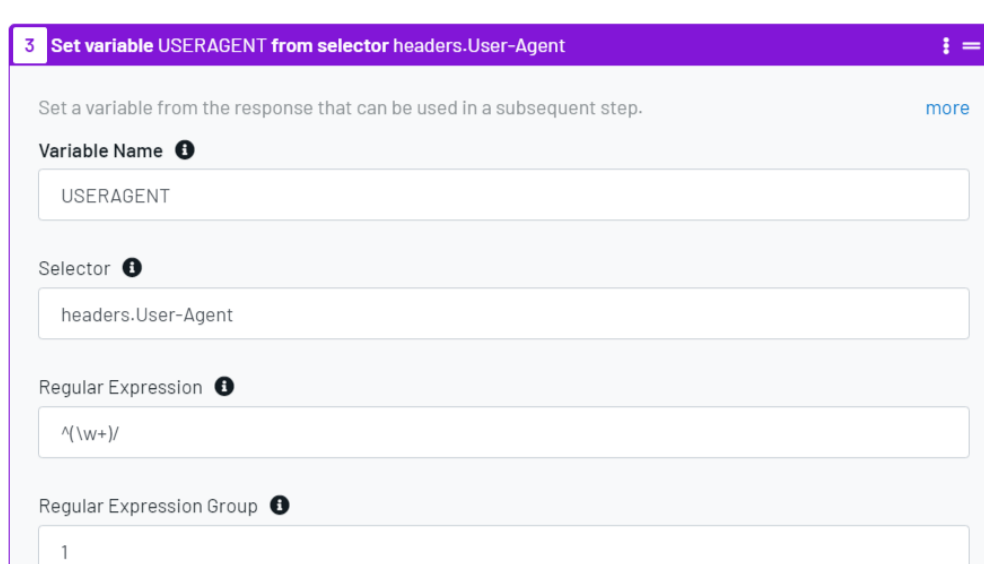 3 Set variable USERAGENT from selector headers.User-Agent
Set a variable from the response that can be used in a subsequent step. more
Variable Name
USERAGENT
Selector
headers.User-Agent
Regular Expression
^(\w+)/
Regular Expression Group
1